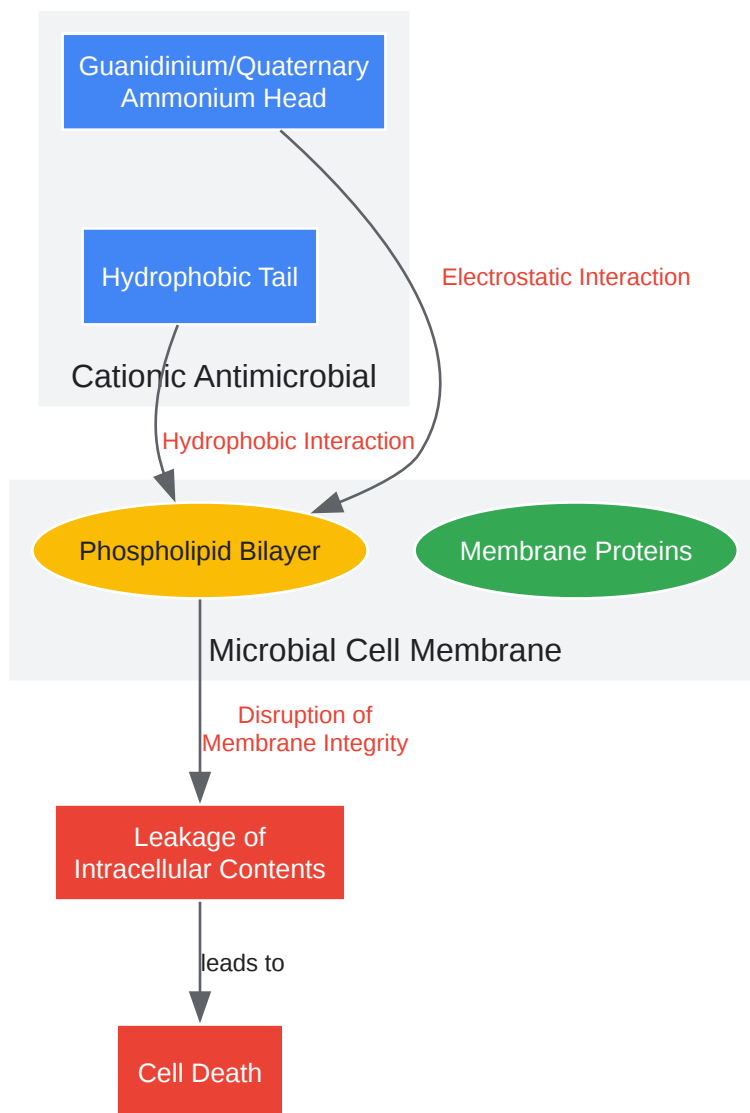 Guanidinium/Quaternary
Ammonium Head
Hydrophobic Tail
Electrostatic Interaction
Cationic Antimicrobial
Hydrophobic Interaction
Phospholipid Bilayer
Membrane Proteins
Microbial Cell Membrane
Disruption of
Membrane Integrity
Leakage of
Intracellular Contents
leads to
Cell Death